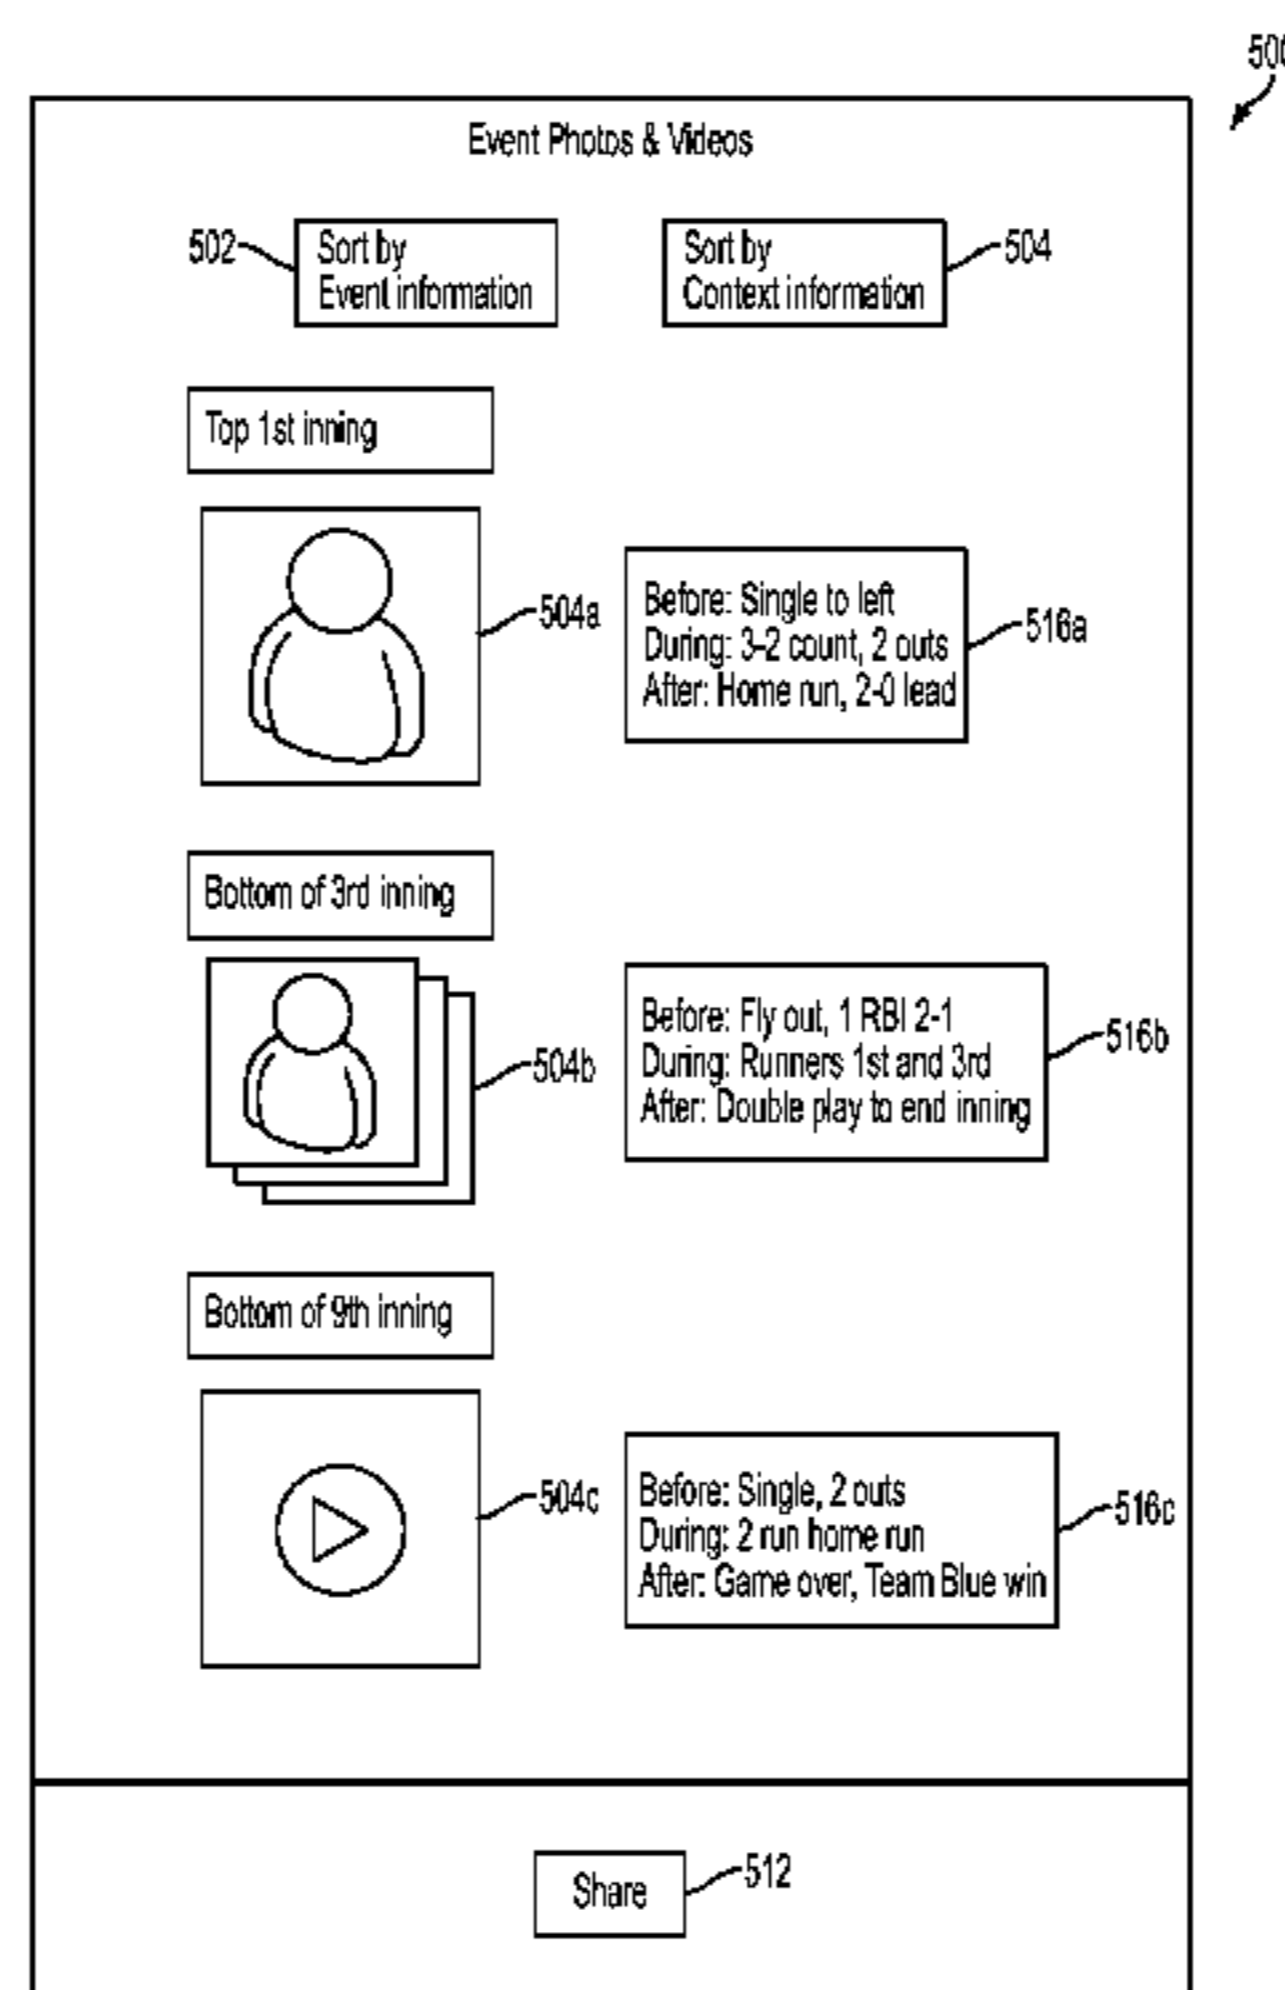 500
Event Photos & Videos
502
Sort by
Event information
Sort by
Context information
504
Top 1st inning
504a
Before: Single to left
During: 3-2 count, 2 outs
After: Home run, 2-0 lead
516a
Bottom of 3rd inning
504b
Before: Fly out, 1 RBI 2-1
During: Runners 1st and 3rd
After: Double play to end inning
516b
Bottom of 9th inning
504c
Before: Single, 2 outs
During: 2 run home run
After: Game over, Team Blue win
516c
Share
512